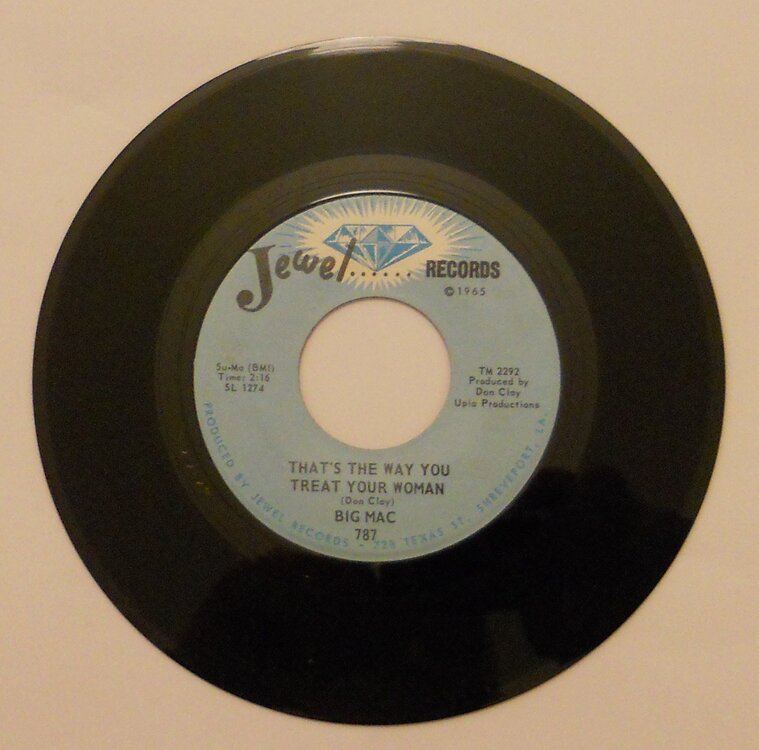 Jewel...... RECORDS
©1965
Su-Ma (BMI)
Time: 2:16
SL 1274
TM 2292
Produced by
Don Clay
Upia Productions
THAT'S THE WAY YOU
TREAT YOUR WOMAN
(Don Clay)
BIG MAC
787
PRODUCED BY JEWEL RECORDS - 728 TEXAS ST. SHREVEPORT, LA.